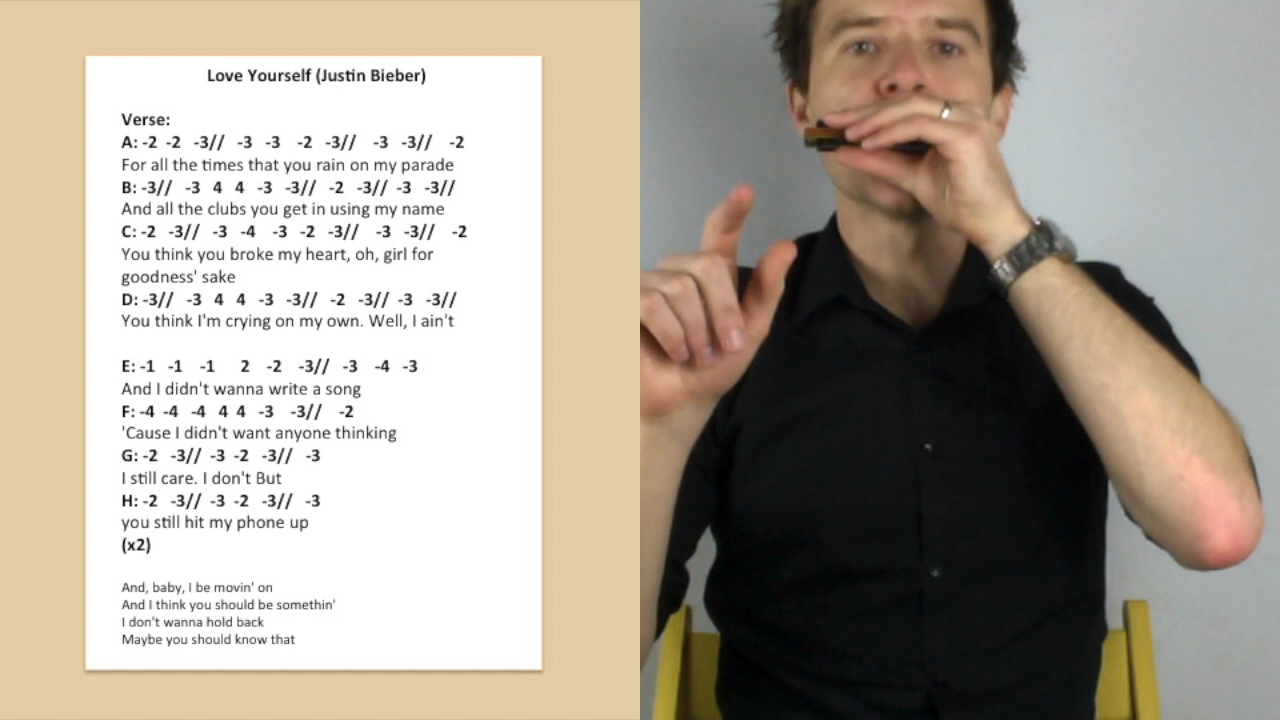 Love Yourself (Justin Bieber)
Verse:
A: -2 -2 -3// -3 -3 -2 -3// -3 -3// -2
For all the times that you rain on my parade
B: -3// -3 4 4 -3 -3// -2 -3// -3 -3//
And all the clubs you get in using my name
C: -2 -3// -3 -4 -3 -2 -3// -3 -3// -2
You think you broke my heart, oh, girl for
goodness' sake
D: -3// -3 4 4 -3 -3// -2 -3// -3 -3//
You think I'm crying on my own. Well, I ain't
E: -1 -1 -1 2 -2 -3// -3 -4 -3
And I didn't wanna write a song
F: -4 -4 -4 4 4 -3 -3// -2
'Cause I didn't want anyone thinking
G: -2 -3// -3 -2 -3// -3
I still care. I don't But
H: -2 -3// -3 -2 -3// -3
you still hit my phone up
(x2)
And, baby, I be movin' on
And I think you should be somethin'
I don't wanna hold back
Maybe you should know that